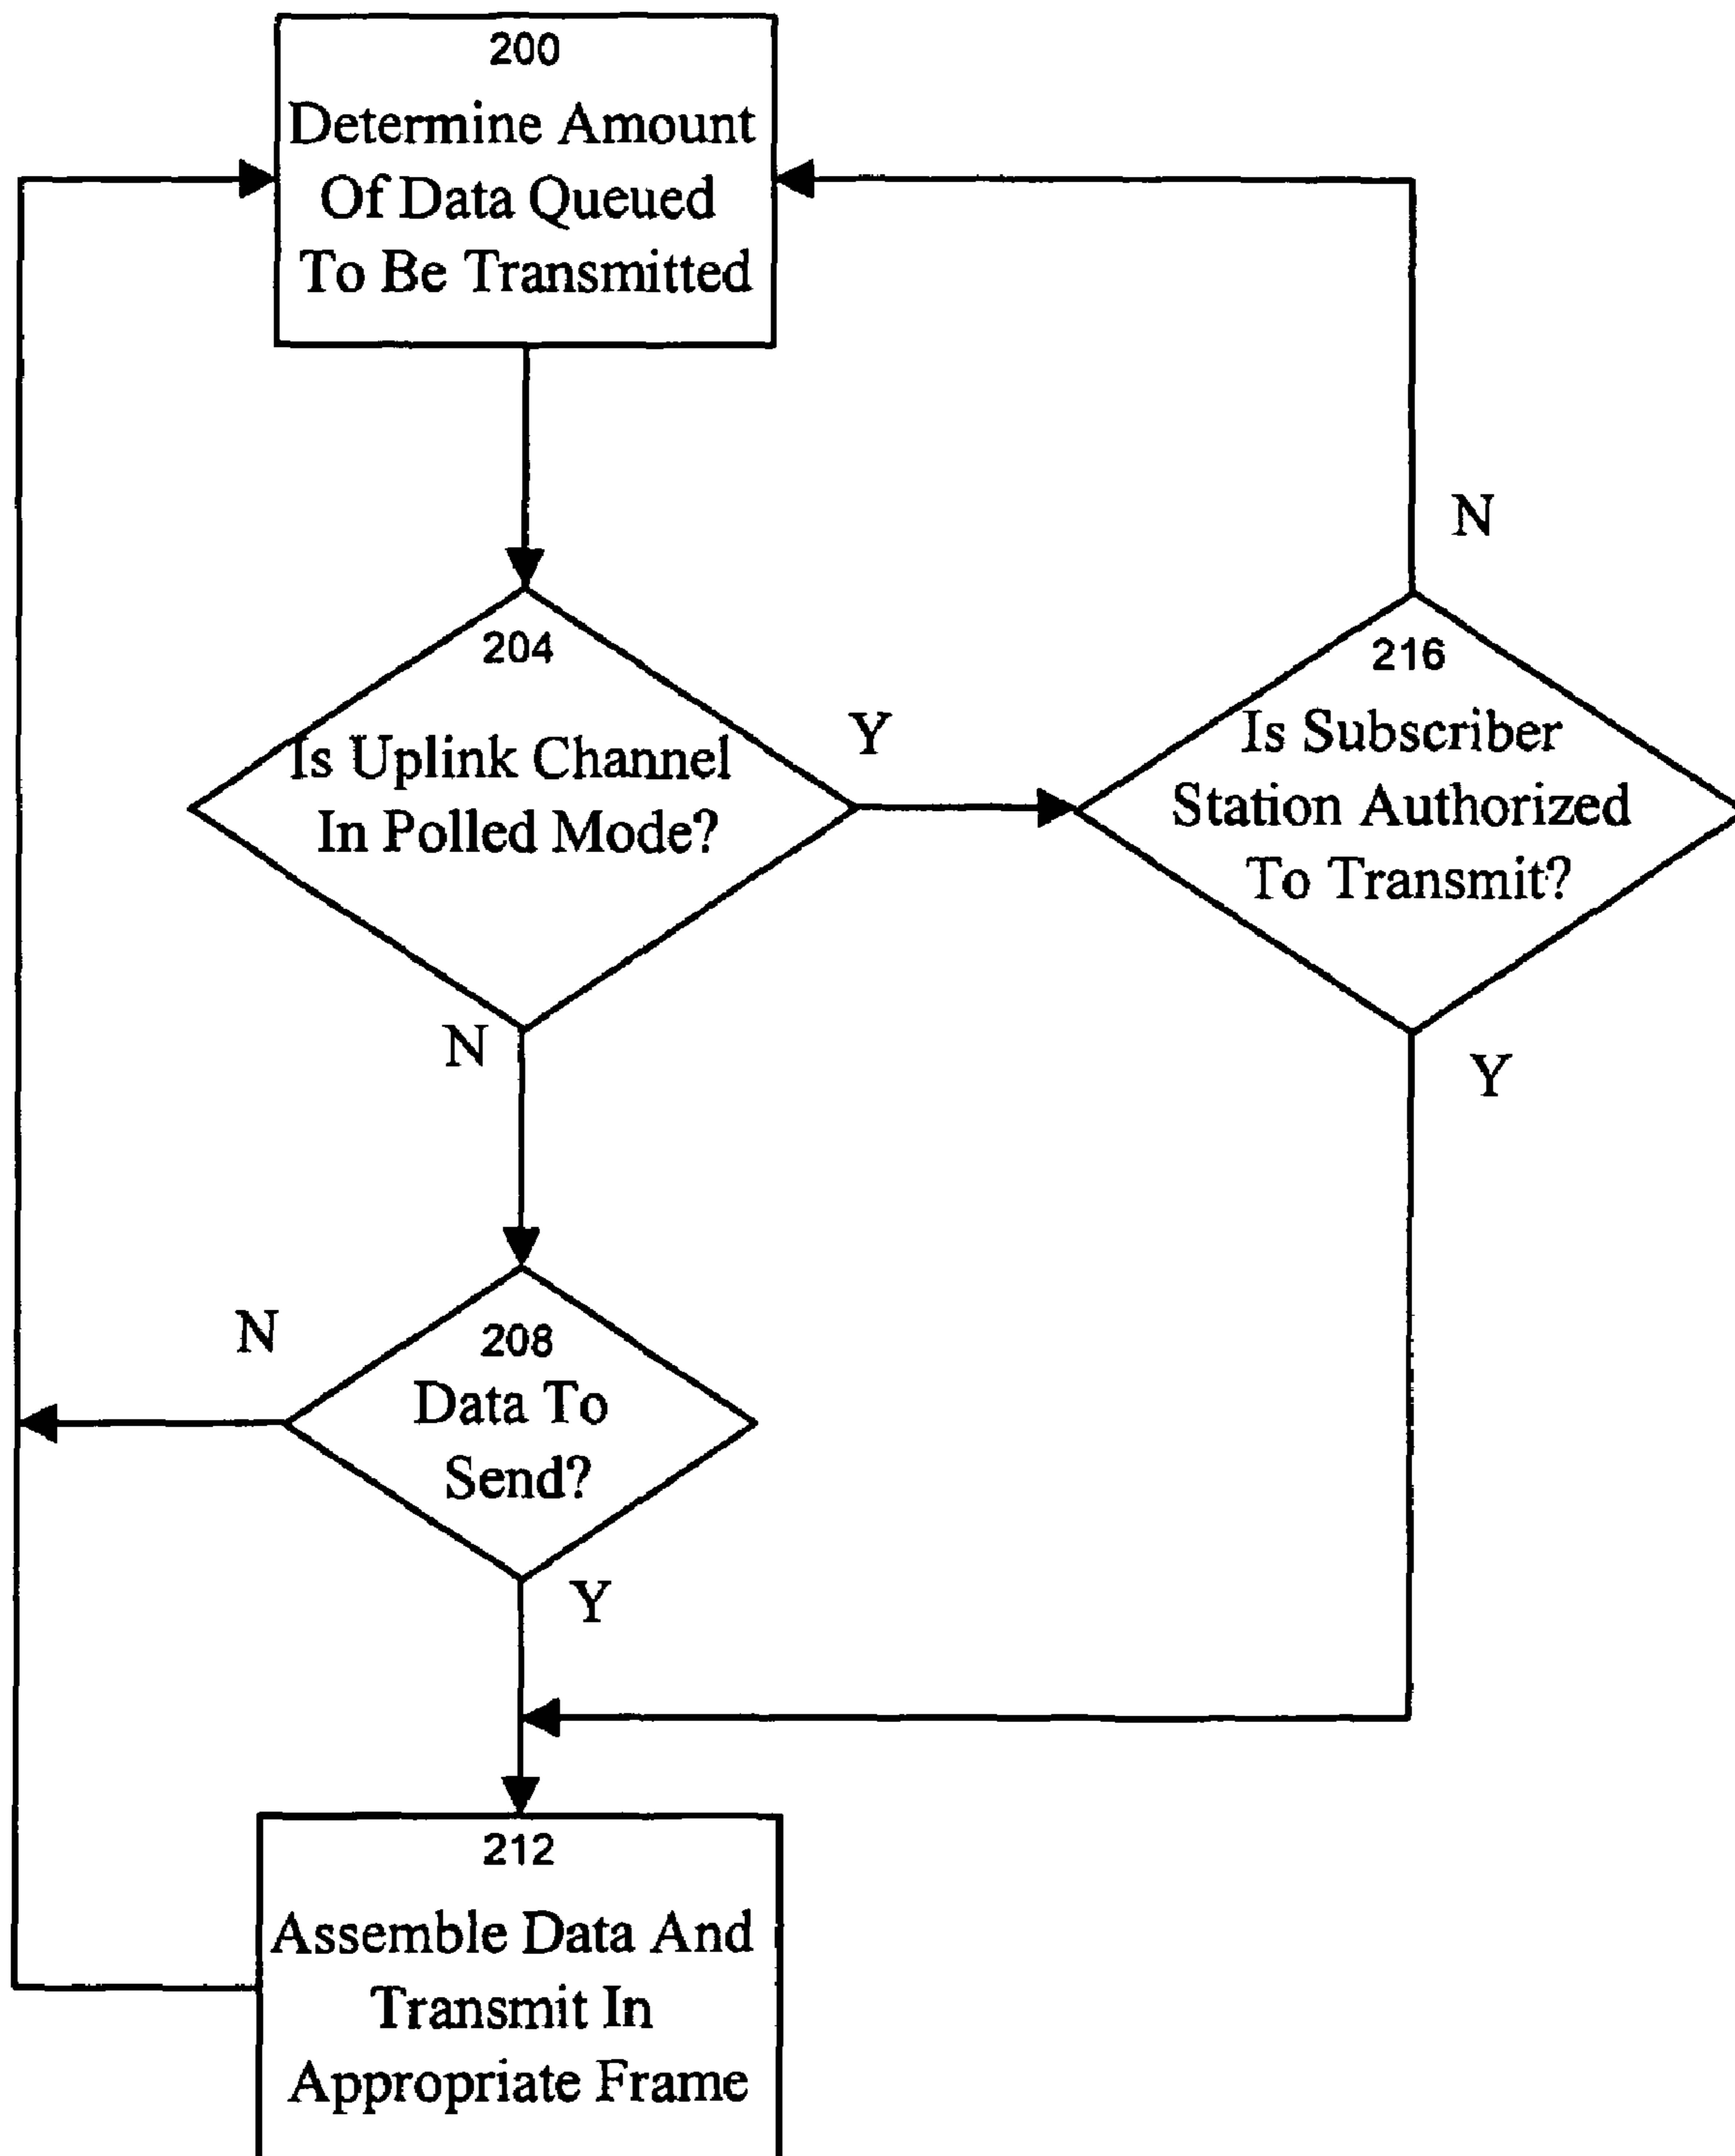 200
Determine Amount
Of Data Queued
To Be Transmitted
N
204
Is Uplink Channel
In Polled Mode?
Y
216
Is Subscriber
Station Authorized
To Transmit?
N
Y
N
208
Data To
Send?
Y
212
Assemble Data And
Transmit In
Appropriate Frame